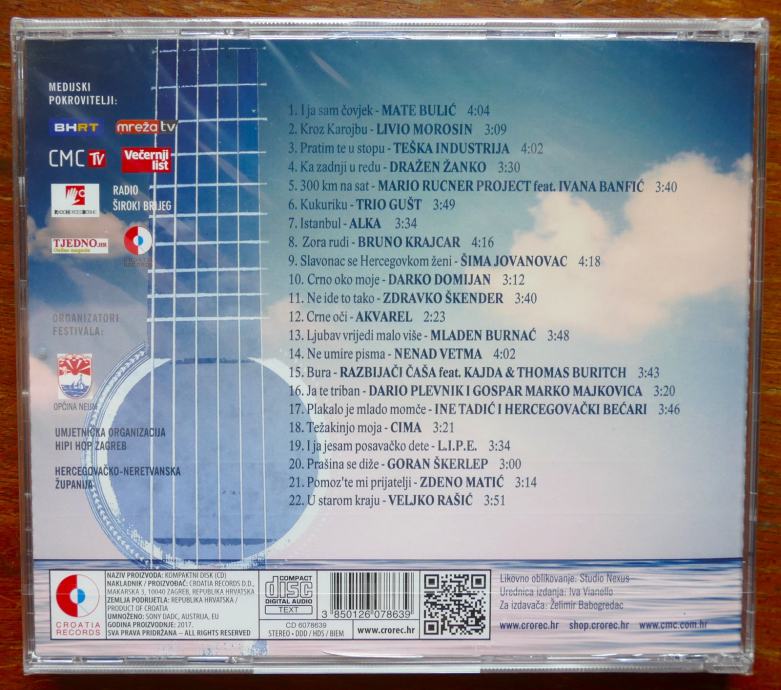 MEDIJSKI
POKROVITELJI:
BHRT mreža tv
CMC TV Večernji list
RADIO
ŠIROKI BRIJEG
TJEDNO.HR
CROATIA RECORDS
ORGANIZATORI
FESTIVALA:
OPĆINA NEUM
UMJETNIČKA ORGANIZACIJA
HIPI HOP ZAGREB
HERCEGOVAČKO-NERETVANSKA
ŽUPANIJA
1. I ja sam čovjek - MATE BULIĆ 4:04
2. Kroz Karojbu - LIVIO MOROSIN 3:09
3. Pratim te u stopu - TEŠKA INDUSTRIJA 4:02
4. Ka zadnji u redu - DRAŽEN ŽANKO 3:30
5. 300 km na sat - MARIO RUCNER PROJECT feat. IVANA BANFIĆ 3:40
6. Kukuriku - TRIO GUŠT 3:49
7. Istanbul - ALKA 3:34
8. Zora rudi - BRUNO KRAJCAR 4:16
9. Slavonac se Hercegovkom ženi - ŠIMA JOVANOVAC 4:18
10. Crno oko moje - DARKO DOMIJAN 3:12
11. Ne ide to tako - ZDRAVKO ŠKENDER 3:40
12. Crne oči - AKVAREL 2:23
13. Ljubav vrijedi malo više - MLADEN BURNAĆ 3:48
14. Ne umire pisma - NENAD VETMA 4:02
15. Bura - RAZBIJAČI ČAŠA feat. KAJDA & THOMAS BURITCH 3:43
16. Ja te triban - DARIO PLEVNIK I GOSPAR MARKO MAJKOVICA 3:20
17. Plakalo je mlado momče - INE TADIĆ I HERCEGOVAČKI BEĆARI 3:46
18. Težakinjo moja - CIMA 3:21
19. I ja jesam posavačko dete - L.I.P.E. 3:34
20. Prašina se diže - GORAN ŠKERLEP 3:00
21. Pomoz'te mi prijatelji - ZDENO MATIĆ 3:14
22. U starom kraju - VELJKO RAŠIĆ 3:51
CROATIA
RECORDS
NAZIV PROIZVODA: KOMPAKTNI DISK (CD)
NAKLADNIK / PROIZVOĐAČ: CROATIA RECORDS D.D.,
MAKARSKA 3, 10040 ZAGREB, REPUBLIKA HRVATSKA
ZEMLJA PODRIJETLA: REPUBLIKA HRVATSKA /
PRODUCT OF CROATIA
UMNOŽENO: SONY DADC, AUSTRIJA, EU
GODINA PROIZVODNJE: 2017.
SVA PRAVA PRIDRŽANA – ALL RIGHTS RESERVED
COMPACT
disc
DIGITAL AUDIO
TEXT
CD 6078639
STEREO • DDD / HDS / BIEM
3 850126 078639
www.crorec.hr
Likovno oblikovanje: Studio Nexus
Urednica izdanja: Iva Vianello
Za izdavača: Želimir Babogredac
www.crorec.hr shop.crorec.hr www.cmc.com.hr